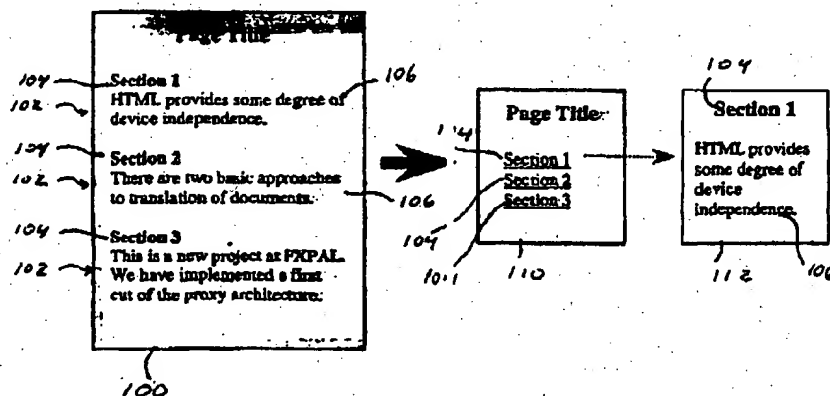 Page Title
104
Section 1
106
102
HTML provides some degree of
device independence.
104
Section 2
102
There are two basic approaches
to translation of documents.
106
104
Section 3
102
This is a new project at FXPAL.
We have implemented a first
cut of the proxy architecture.
100
Page Title
Section 1
Section 2
Section 3
104
110
104
Section 1
HTML provides
some degree of
device
independence.
112
106